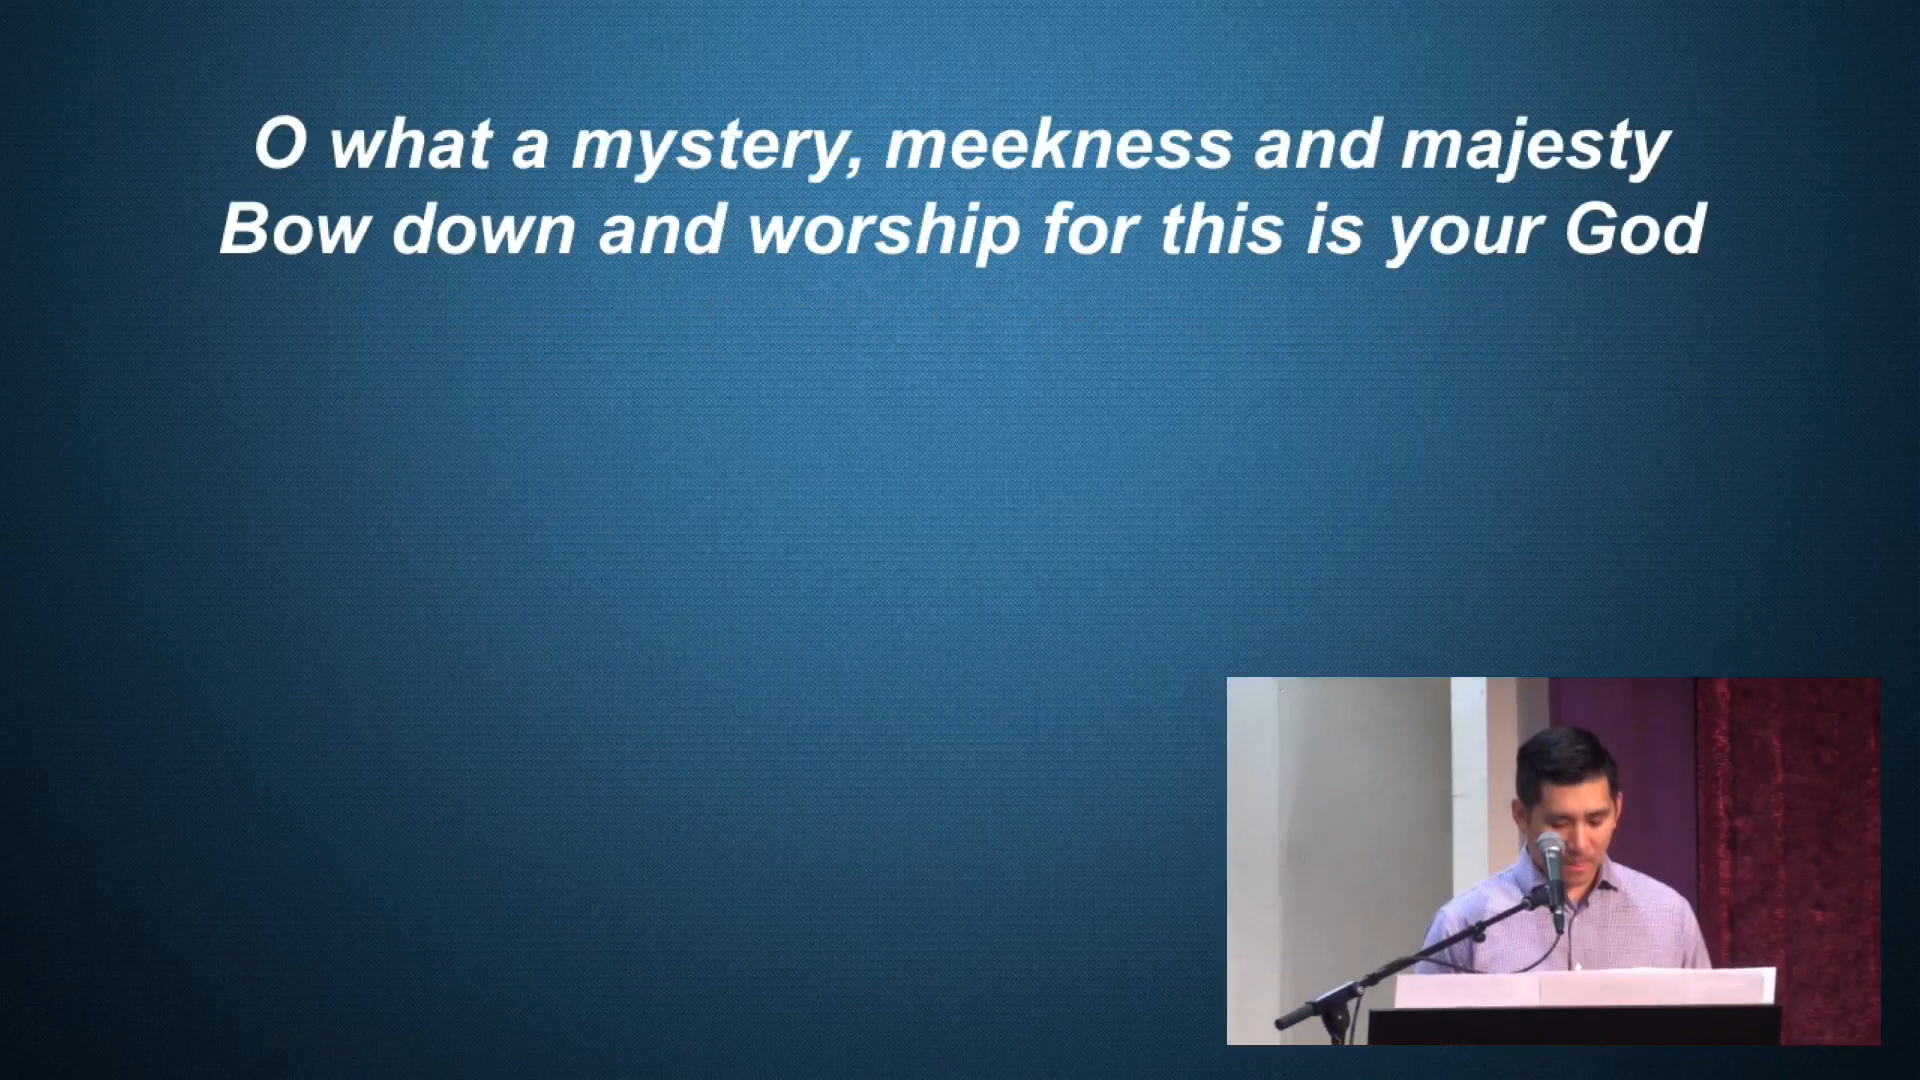 O what a mystery, meekness and majesty
Bow down and worship for this is your God